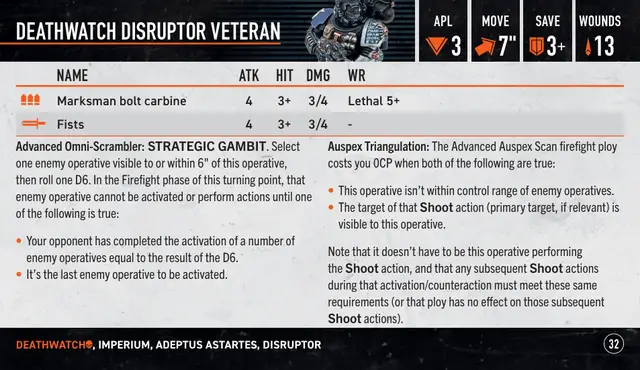 DEATHWATCH DISRUPTOR VETERAN
APL
3
MOVE
7"
SAVE
3+
WOUNDS
13
NAME ATK HIT DMG WR
Marksman bolt carbine 4 3+ 3/4 Lethal 5+
Fists 4 3+ 3/4 -
Advanced Omni-Scrambler: STRATEGIC GAMBIT. Select
one enemy operative visible to or within 6" of this operative,
then roll one D6. In the Firefight phase of this turning point, that
enemy operative cannot be activated or perform actions until one
of the following is true:
• Your opponent has completed the activation of a number of
enemy operatives equal to the result of the D6.
• It's the last enemy operative to be activated.
Auspex Triangulation: The Advanced Auspex Scan firefight ploy
costs you 0CP when both of the following are true:
• This operative isn't within control range of enemy operatives.
• The target of that Shoot action (primary target, if relevant) is
visible to this operative.
Note that it doesn't have to be this operative performing
the Shoot action, and that any subsequent Shoot actions
during that activation/counteraction must meet these same
requirements (or that ploy has no effect on those subsequent
Shoot actions).
DEATHWATCH, IMPERIUM, ADEPTUS ASTARTES, DISRUPTOR
32